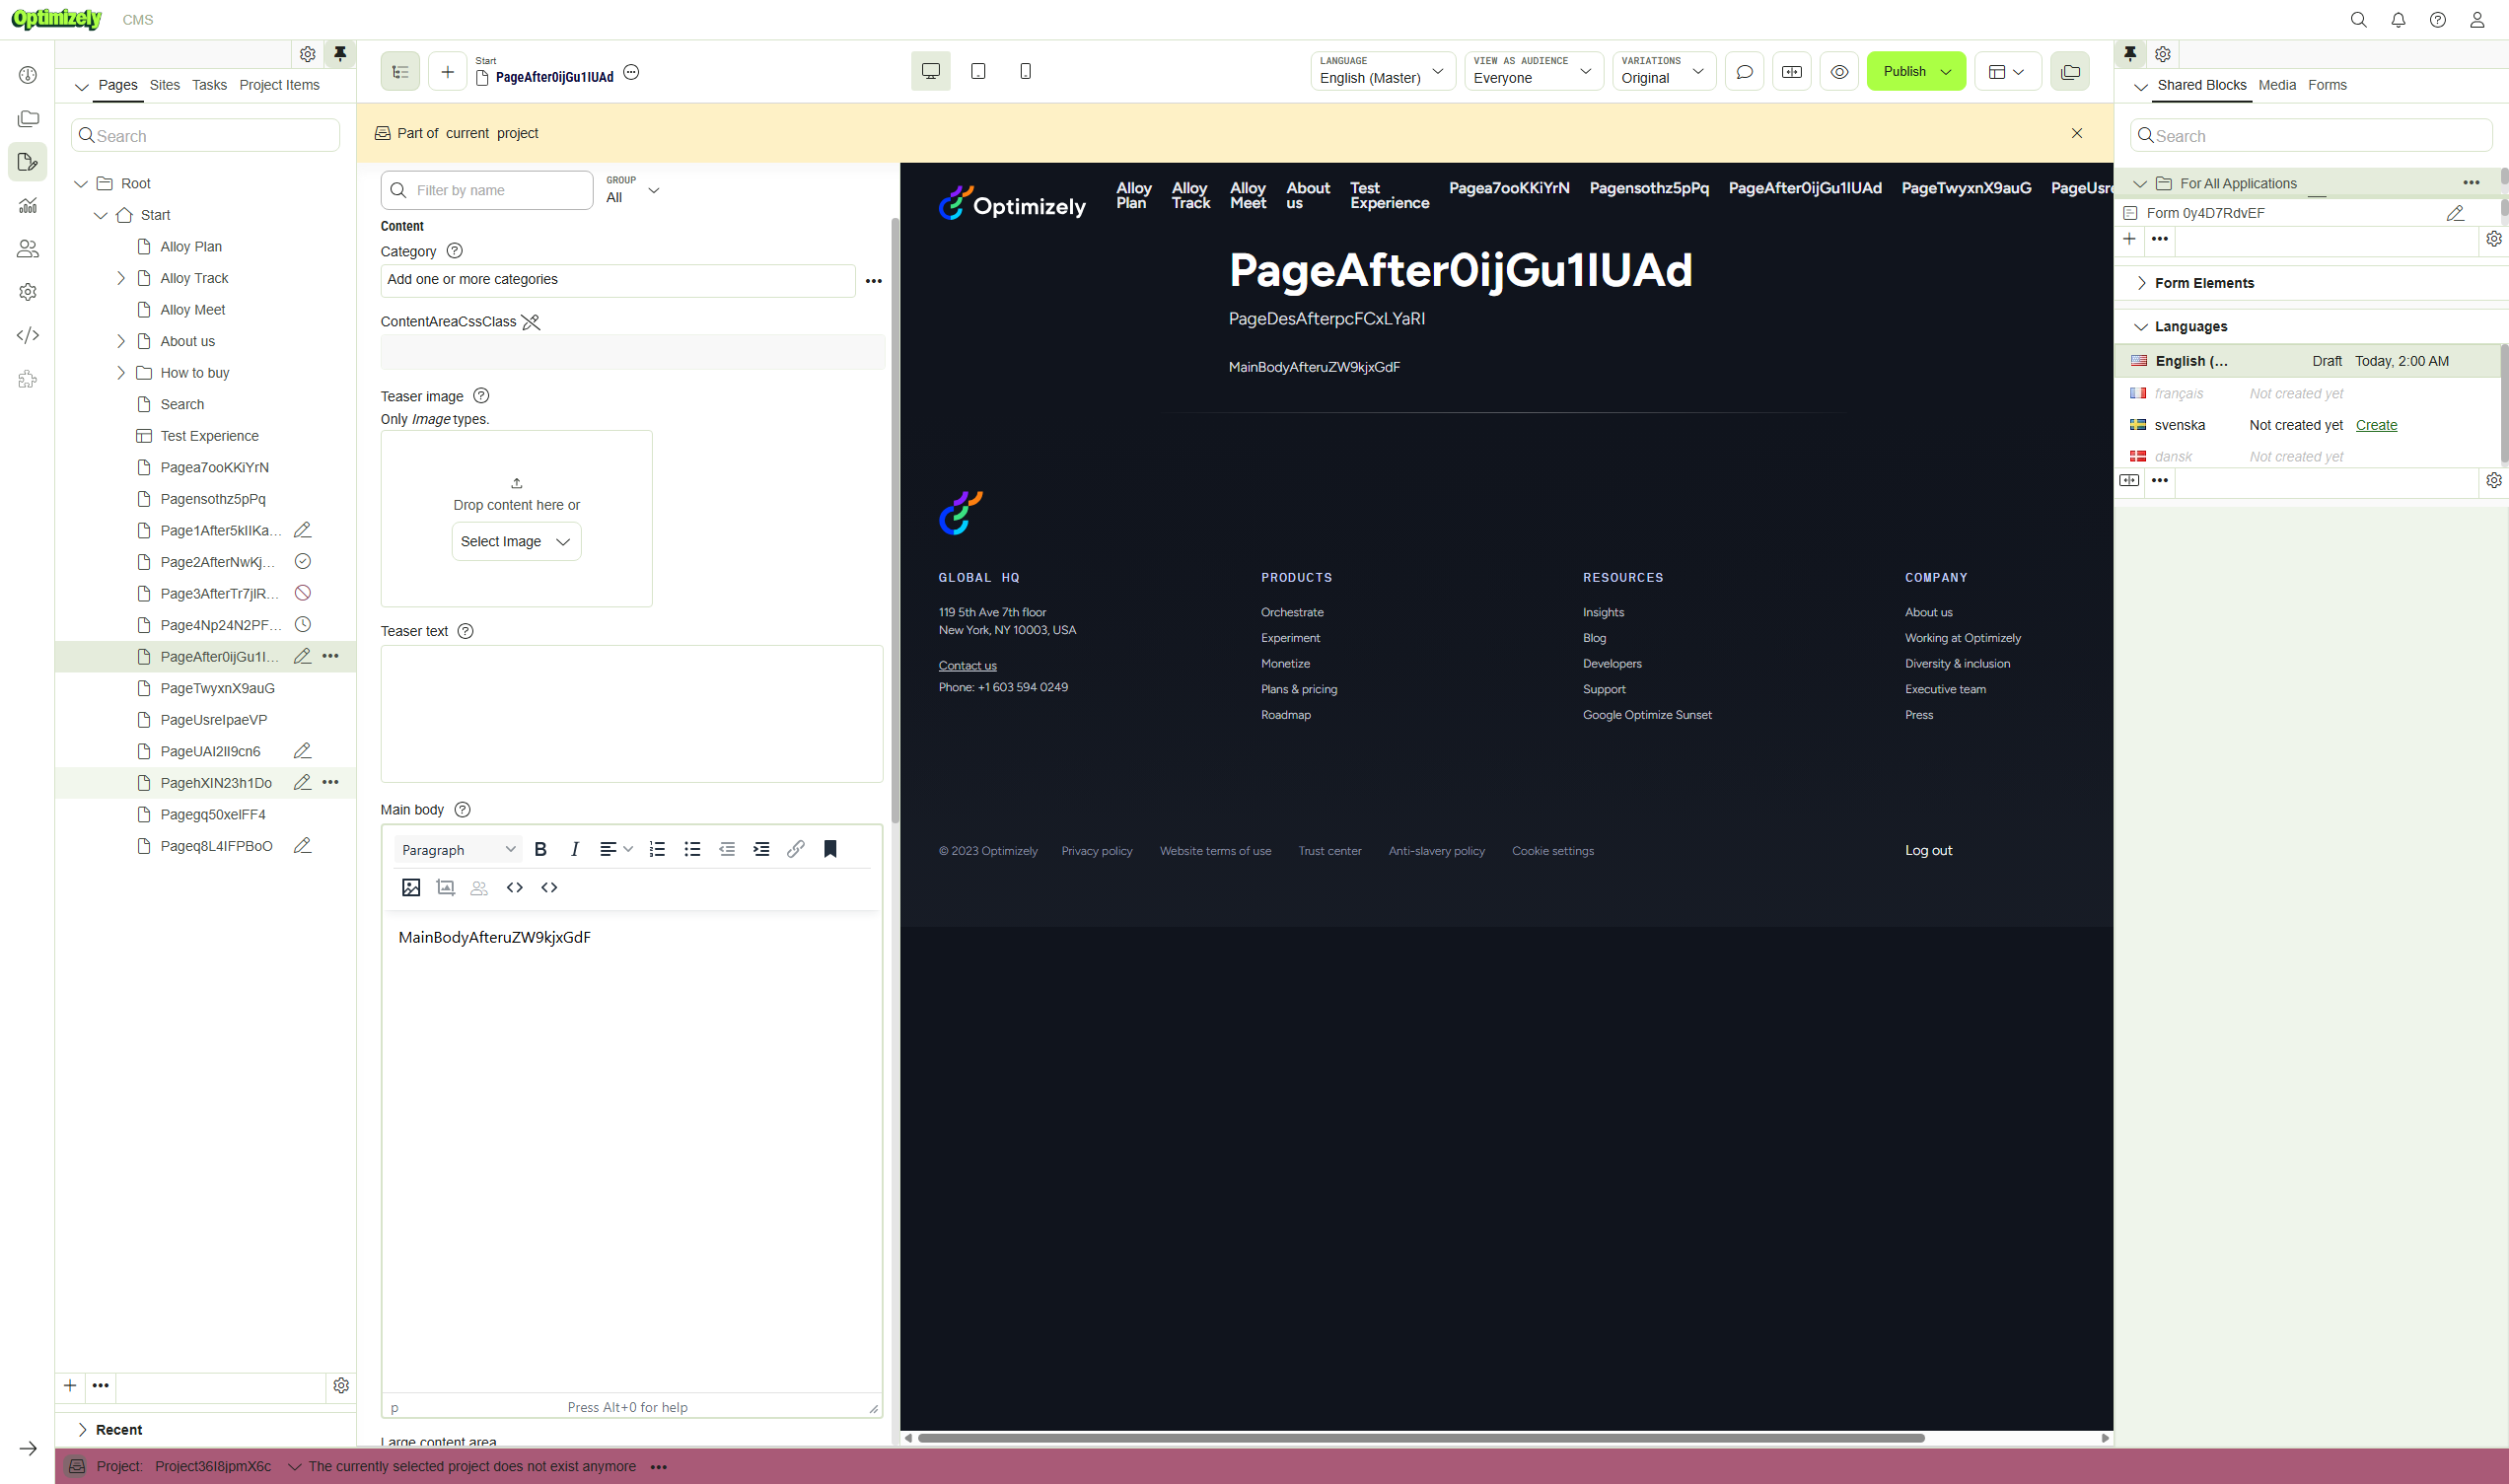 Optimizely CMS
Pages Sites Tasks Project Items
Search
Root
Start
Alloy Plan
Alloy Track
Alloy Meet
About us
How to buy
Search
Test Experience
Pagea7ooKKiYrN
Pagensothz5pPq
Page1After5kIIKa...
Page2AfterNwKj...
Page3AfterTr7jlR...
Page4Np24N2PF...
PageAfter0ijGu1I...
PageTwyxnX9auG
PageUsreIpaeVP
PageUAI2II9cn6
PagehXIN23h1Do
Pagegq50xelFF4
Pageq8L4IFPBoO
Recent
Start
PageAfter0ijGu1IUAd
LANGUAGE
English (Master)
VIEW AS AUDIENCE
Everyone
VARIATIONS
Original
Publish
Part of current project
Filter by name
GROUP
All
Content
Category
Add one or more categories
ContentAreaCssClass
Teaser image
Only Image types.
Drop content here or
Select Image
Teaser text
Main body
Paragraph
MainBodyAfteruZW9kjxGdF
p
Press Alt+0 for help
Large content area
Optimizely
Alloy Plan
Alloy Track
Alloy Meet
About us
Test Experience
Pagea7ooKKiYrN
Pagensothz5pPq
PageAfter0ijGu1IUAd
PageTwyxnX9auG
PageUsre
PageAfter0ijGu1IUAd
PageDesAfterpcFCxLYaRI
MainBodyAfteruZW9kjxGdF
GLOBAL HQ
119 5th Ave 7th floor
New York, NY 10003, USA
Contact us
Phone: +1 603 594 0249
PRODUCTS
Orchestrate
Experiment
Monetize
Plans & pricing
Roadmap
RESOURCES
Insights
Blog
Developers
Support
Google Optimize Sunset
COMPANY
About us
Working at Optimizely
Diversity & inclusion
Executive team
Press
© 2023 Optimizely Privacy policy Website terms of use Trust center Anti-slavery policy Cookie settings
Log out
Shared Blocks Media Forms
Search
For All Applications
Form 0y4D7RdvEF
Form Elements
Languages
English (... Draft Today, 2:00 AM
français Not created yet
svenska Not created yet Create
dansk Not created yet
Project: Project36I8jpmX6c The currently selected project does not exist anymore